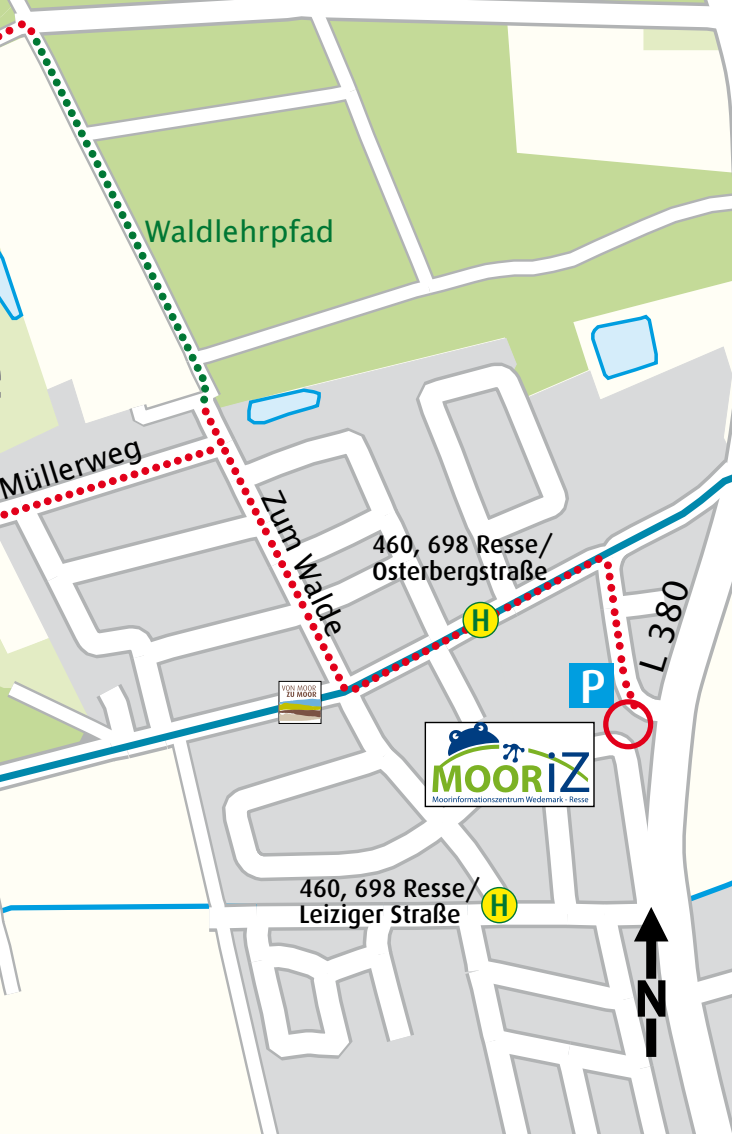 Waldlehrpfad
Müllerweg
Zum Walde
460, 698 Resse/
Osterbergstraße
H
L 380
P
VON MOOR
ZU MOOR
MOORiZ
Moorinformationszentrum Wedemark - Resse
460, 698 Resse/
Leiziger Straße
H
N